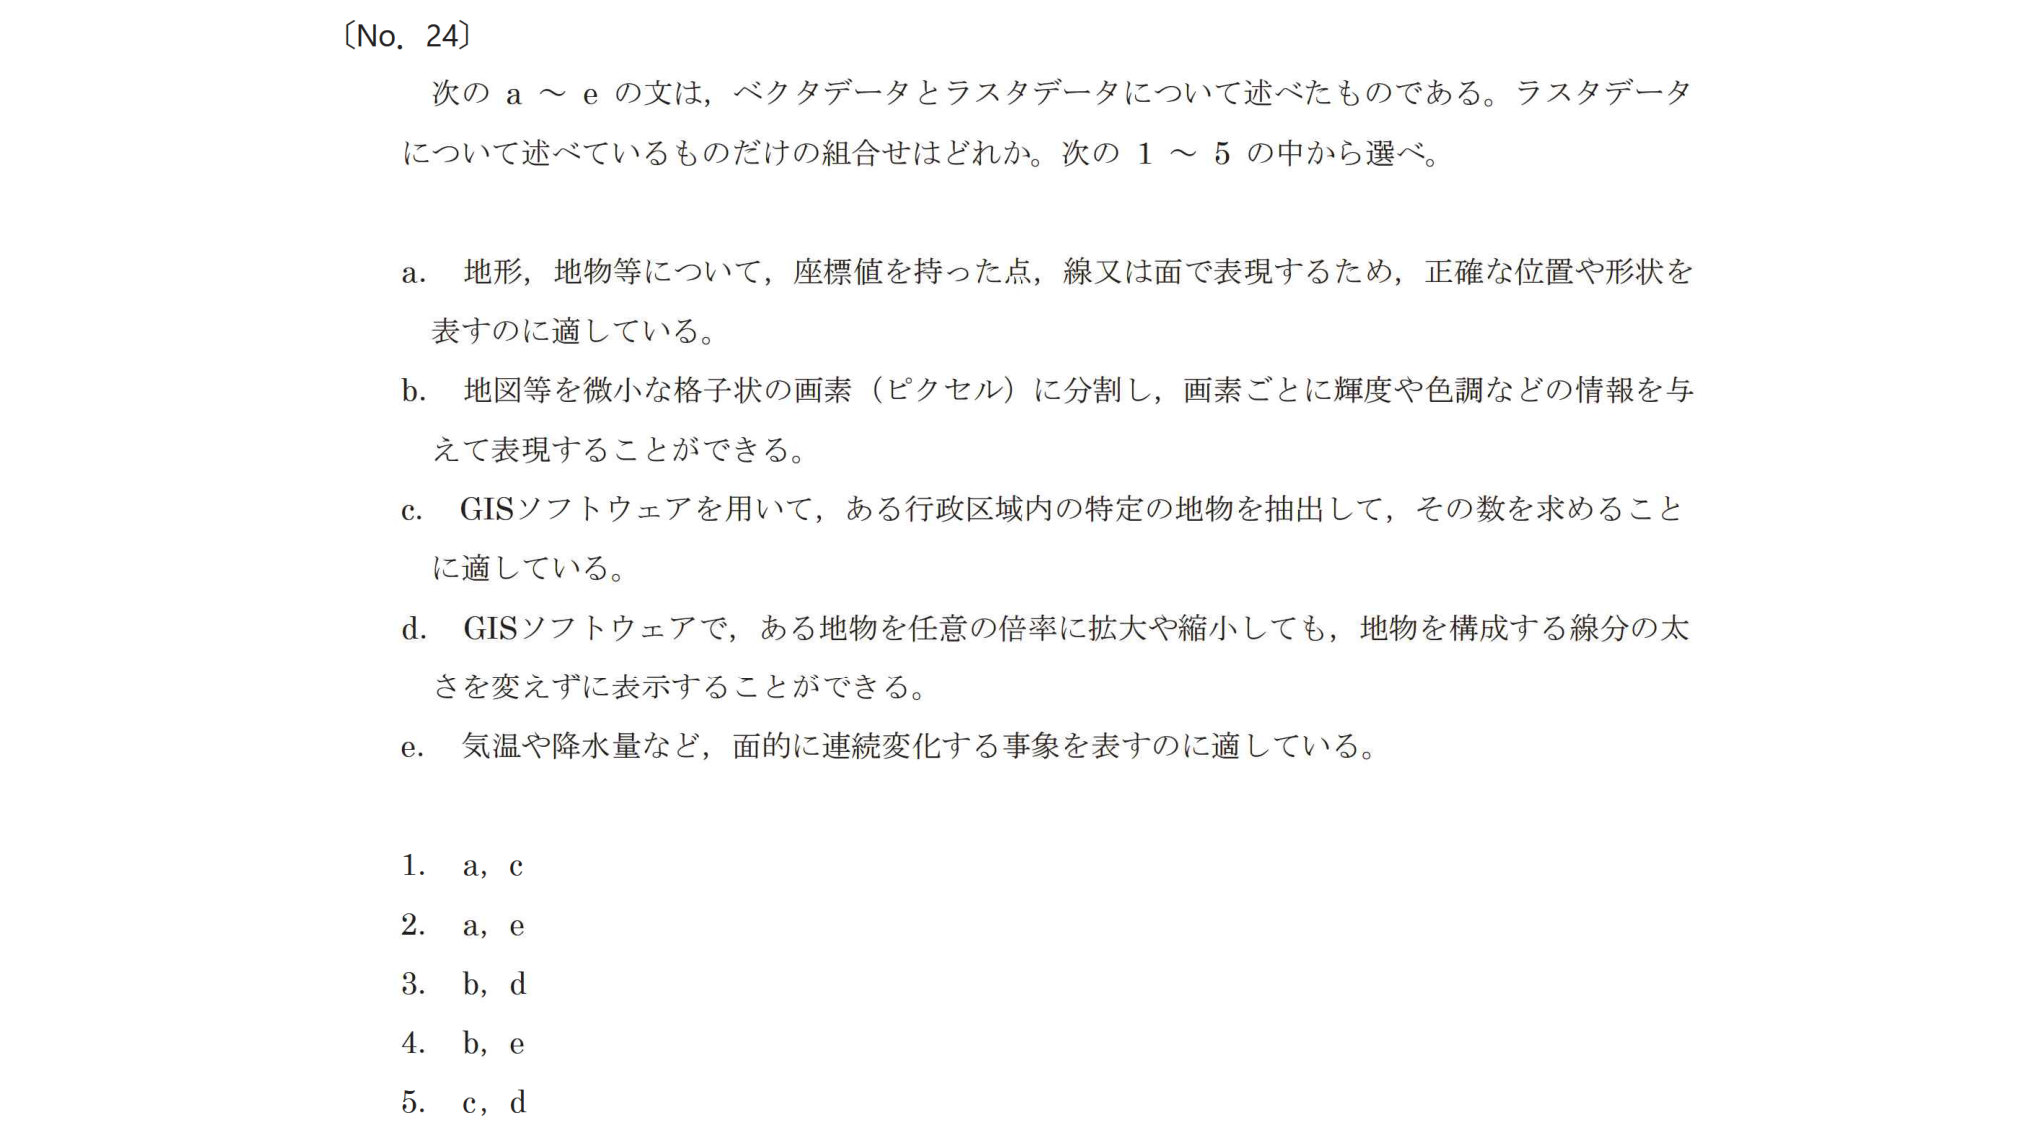 〔No. 24〕
次の a ～ e の文は，ベクタデータとラスタデータについて述べたものである。ラスタデータ
について述べているものだけの組合せはどれか。次の 1 ～ 5 の中から選べ。
a. 地形，地物等について，座標値を持った点，線又は面で表現するため，正確な位置や形状を
表すのに適している。
b. 地図等を微小な格子状の画素（ピクセル）に分割し，画素ごとに輝度や色調などの情報を与
えて表現することができる。
c. GISソフトウェアを用いて，ある行政区域内の特定の地物を抽出して，その数を求めること
に適している。
d. GISソフトウェアで，ある地物を任意の倍率に拡大や縮小しても，地物を構成する線分の太
さを変えずに表示することができる。
e. 気温や降水量など，面的に連続変化する事象を表すのに適している。
1. a，c
2. a，e
3. b，d
4. b，e
5. c，d